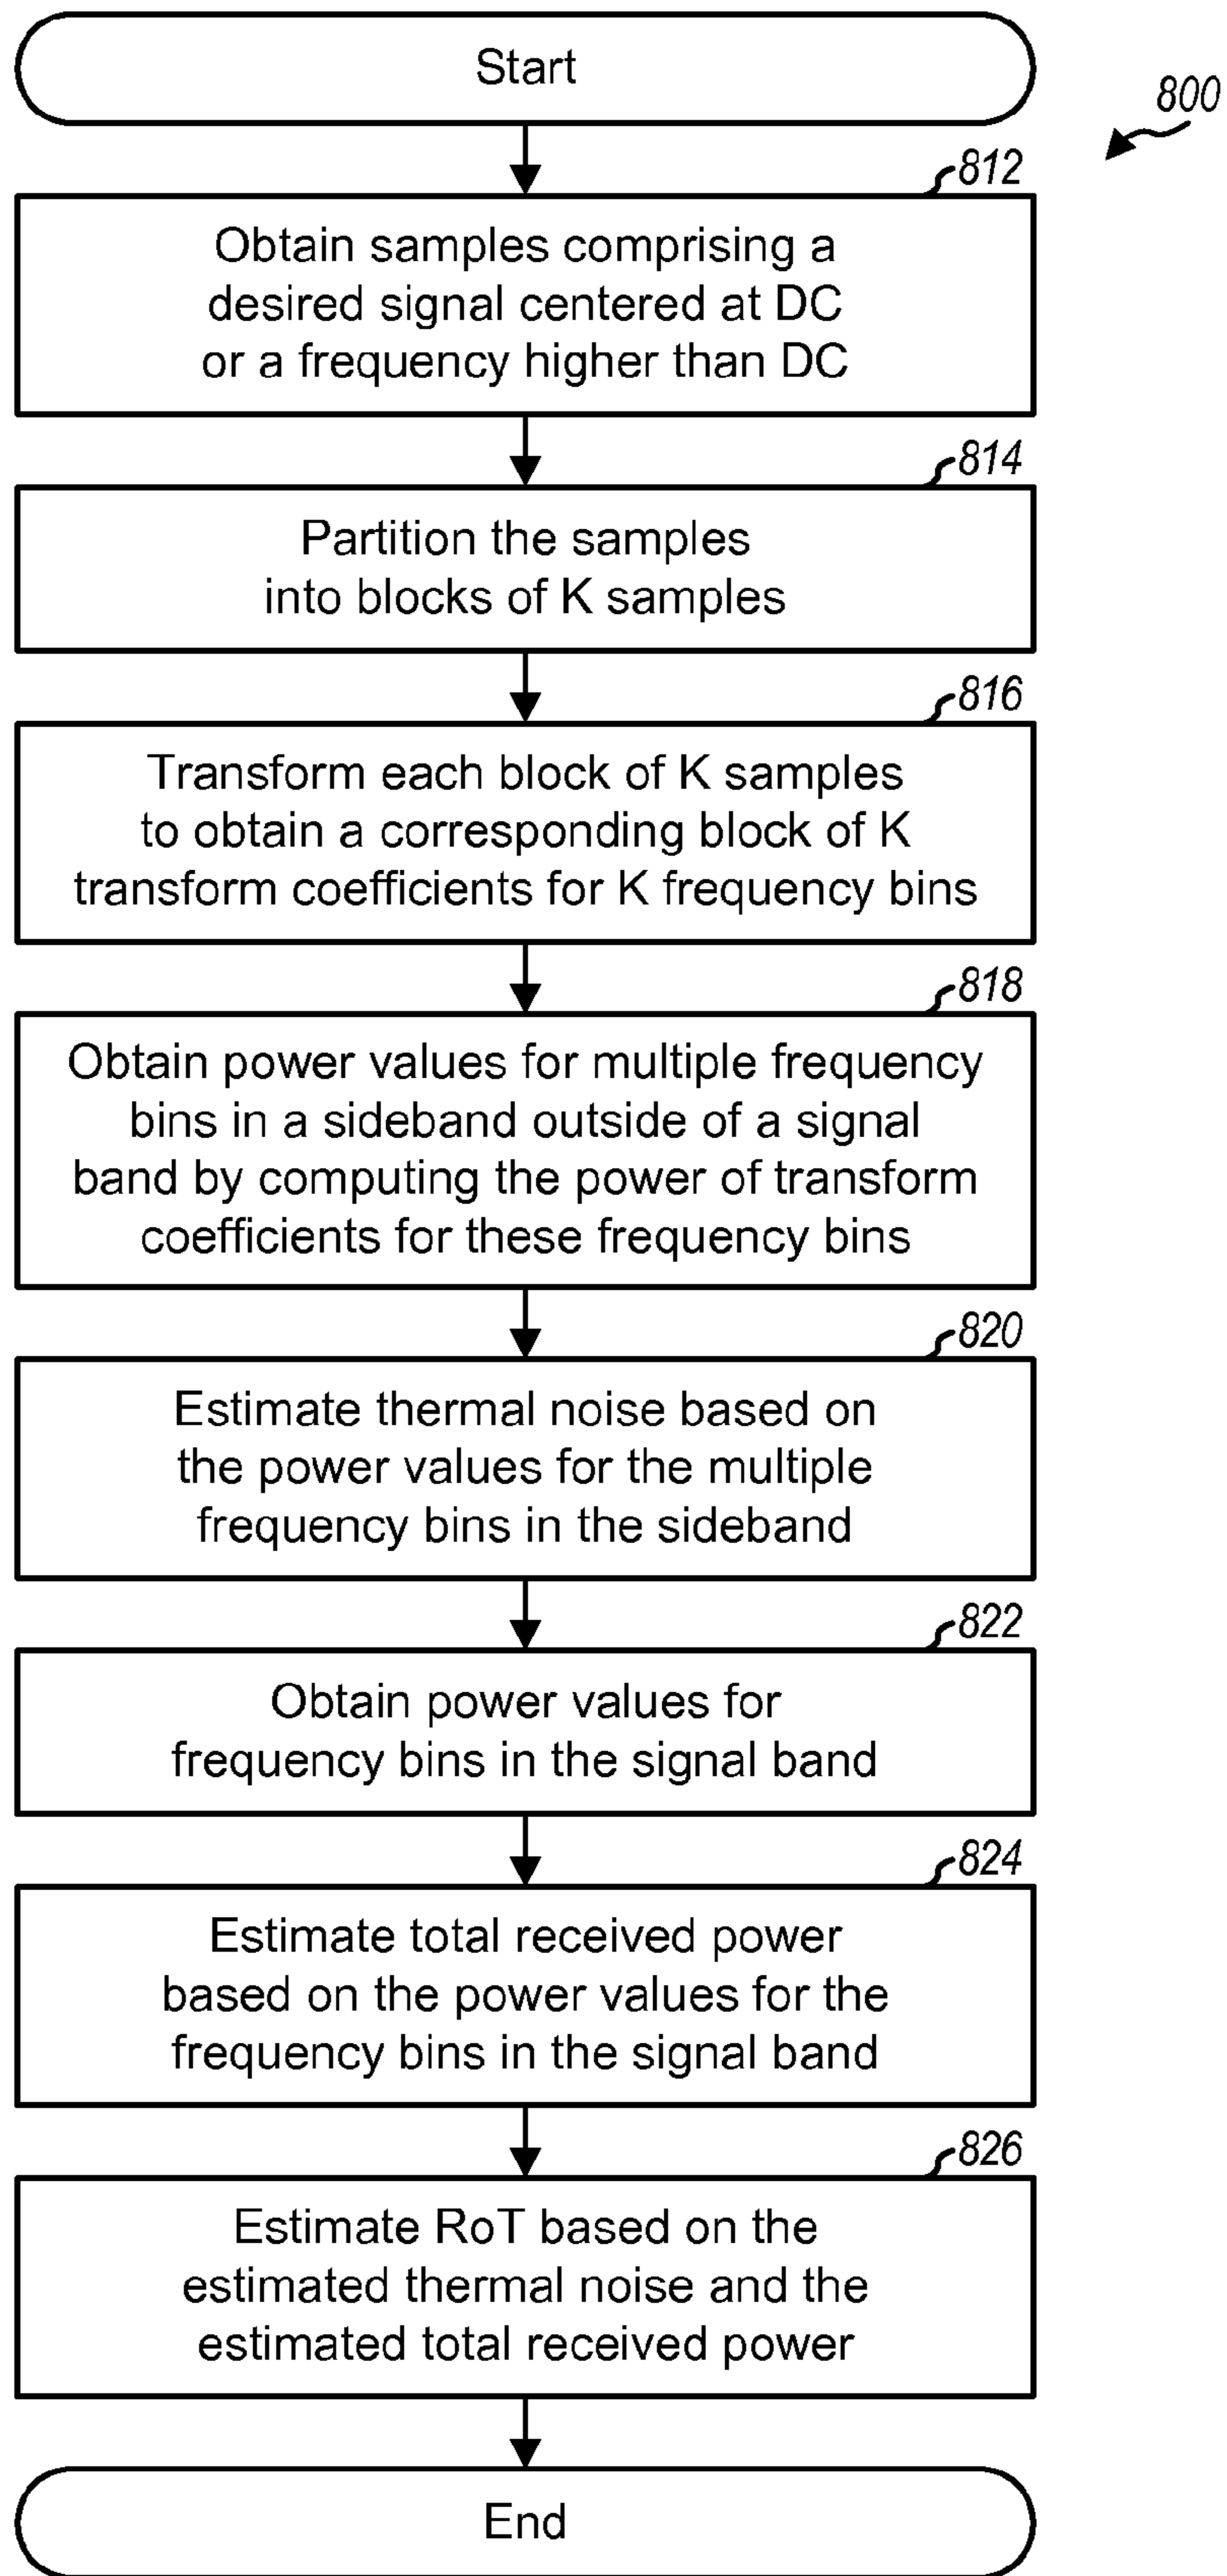 Start
800
812
Obtain samples comprising a
desired signal centered at DC
or a frequency higher than DC
814
Partition the samples
into blocks of K samples
816
Transform each block of K samples
to obtain a corresponding block of K
transform coefficients for K frequency bins
818
Obtain power values for multiple frequency
bins in a sideband outside of a signal
band by computing the power of transform
coefficients for these frequency bins
820
Estimate thermal noise based on
the power values for the multiple
frequency bins in the sideband
822
Obtain power values for
frequency bins in the signal band
824
Estimate total received power
based on the power values for the
frequency bins in the signal band
826
Estimate RoT based on the
estimated thermal noise and the
estimated total received power
End